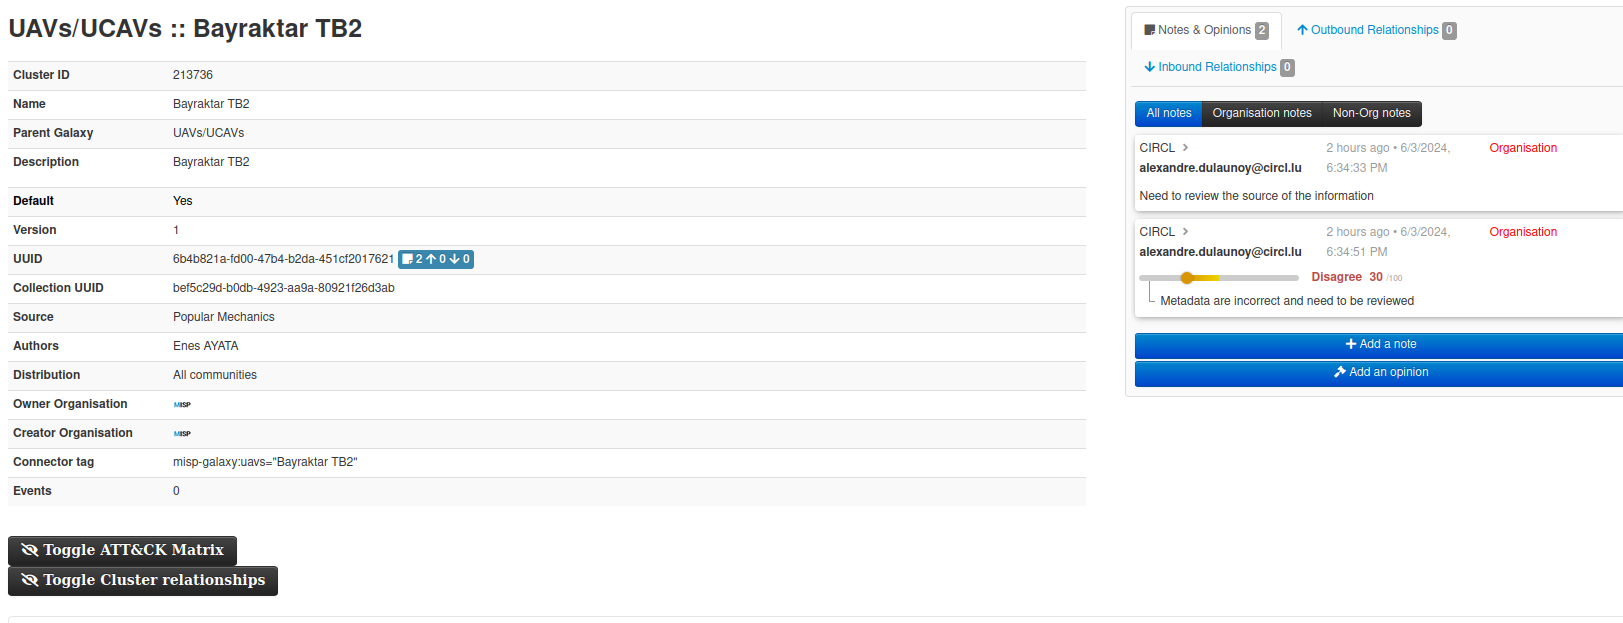 UAVs/UCAVs :: Bayraktar TB2
Cluster ID 213736
Name Bayraktar TB2
Parent Galaxy UAVs/UCAVs
Description Bayraktar TB2
Default Yes
Version 1
UUID 6b4b821a-fd00-47b4-b2da-451cf2017621 2 0 0
Collection UUID bef5c29d-b0db-4923-aa9a-80921f26d3ab
Source Popular Mechanics
Authors Enes AYATA
Distribution All communities
Owner Organisation MISP
Creator Organisation MISP
Connector tag misp-galaxy:uavs="Bayraktar TB2"
Events 0
Toggle ATT&CK Matrix
Toggle Cluster relationships
Notes & Opinions 2 Outbound Relationships 0
Inbound Relationships 0
All notes Organisation notes Non-Org notes
CIRCL > 2 hours ago • 6/3/2024, Organisation
alexandre.dulaunoy@circl.lu 6:34:33 PM
Need to review the source of the information
CIRCL > 2 hours ago • 6/3/2024, Organisation
alexandre.dulaunoy@circl.lu 6:34:51 PM
Disagree 30 /100
Metadata are incorrect and need to be reviewed
+ Add a note
Add an opinion